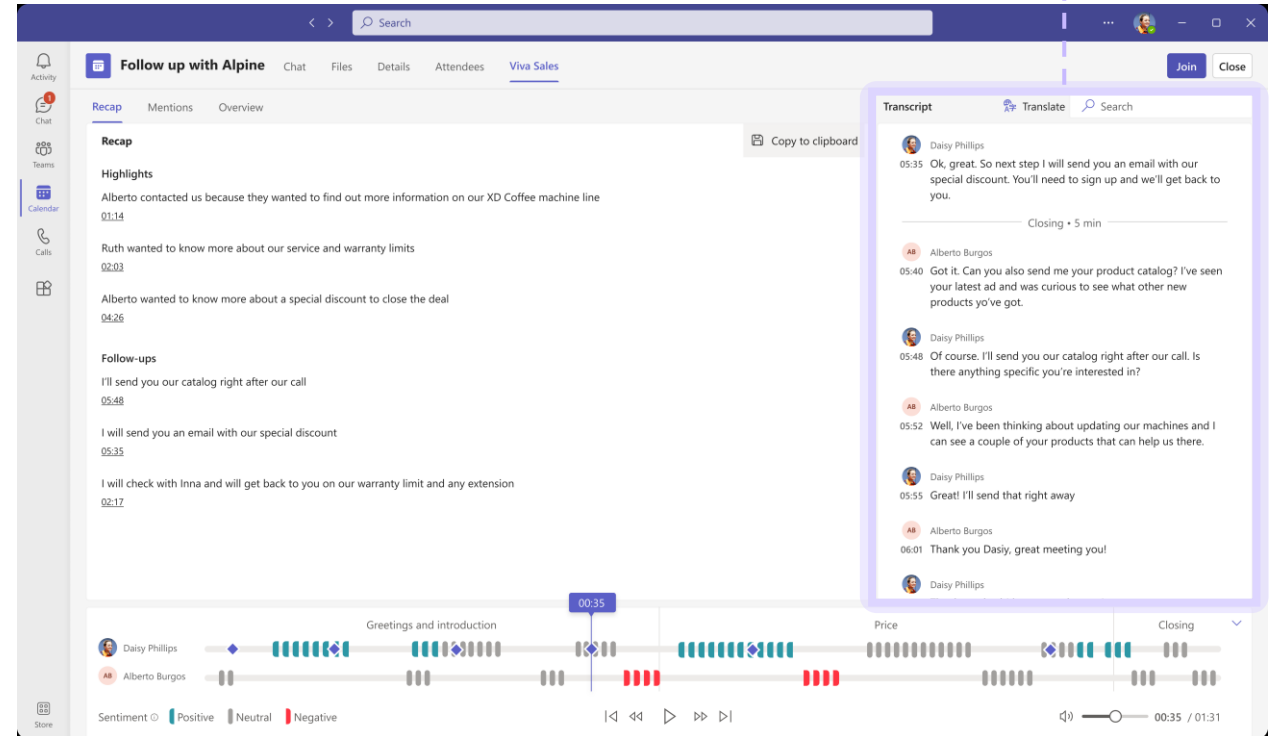 Search
Activity
1
Chat
Teams
Calendar
Calls
Store
Follow up with Alpine
Chat
Files
Details
Attendees
Viva Sales
Join
Close
Recap
Mentions
Overview
Recap
Copy to clipboard
Highlights
Alberto contacted us because they wanted to find out more information on our XD Coffee machine line
01:14
Ruth wanted to know more about our service and warranty limits
02:03
Alberto wanted to know more about a special discount to close the deal
04:26
Follow-ups
I'll send you our catalog right after our call
05:48
I will send you an email with our special discount
05:35
I will check with Inna and will get back to you on our warranty limit and any extension
02:17
Transcript
Translate
Search
Daisy Phillips
05:35 Ok, great. So next step I will send you an email with our
special discount. You'll need to sign up and we'll get back to
you.
Closing • 5 min
AB Alberto Burgos
05:40 Got it. Can you also send me your product catalog? I've seen
your latest ad and was curious to see what other new
products yo've got.
Daisy Phillips
05:48 Of course. I'll send you our catalog right after our call. Is
there anything specific you're interested in?
AB Alberto Burgos
05:52 Well, I've been thinking about updating our machines and I
can see a couple of your products that can help us there.
Daisy Phillips
05:55 Great! I'll send that right away
AB Alberto Burgos
06:01 Thank you Dasiy, great meeting you!
Daisy Phillips
00:35
Greetings and introduction
Price
Closing
Daisy Phillips
AB Alberto Burgos
Sentiment
Positive
Neutral
Negative
00:35 / 01:31